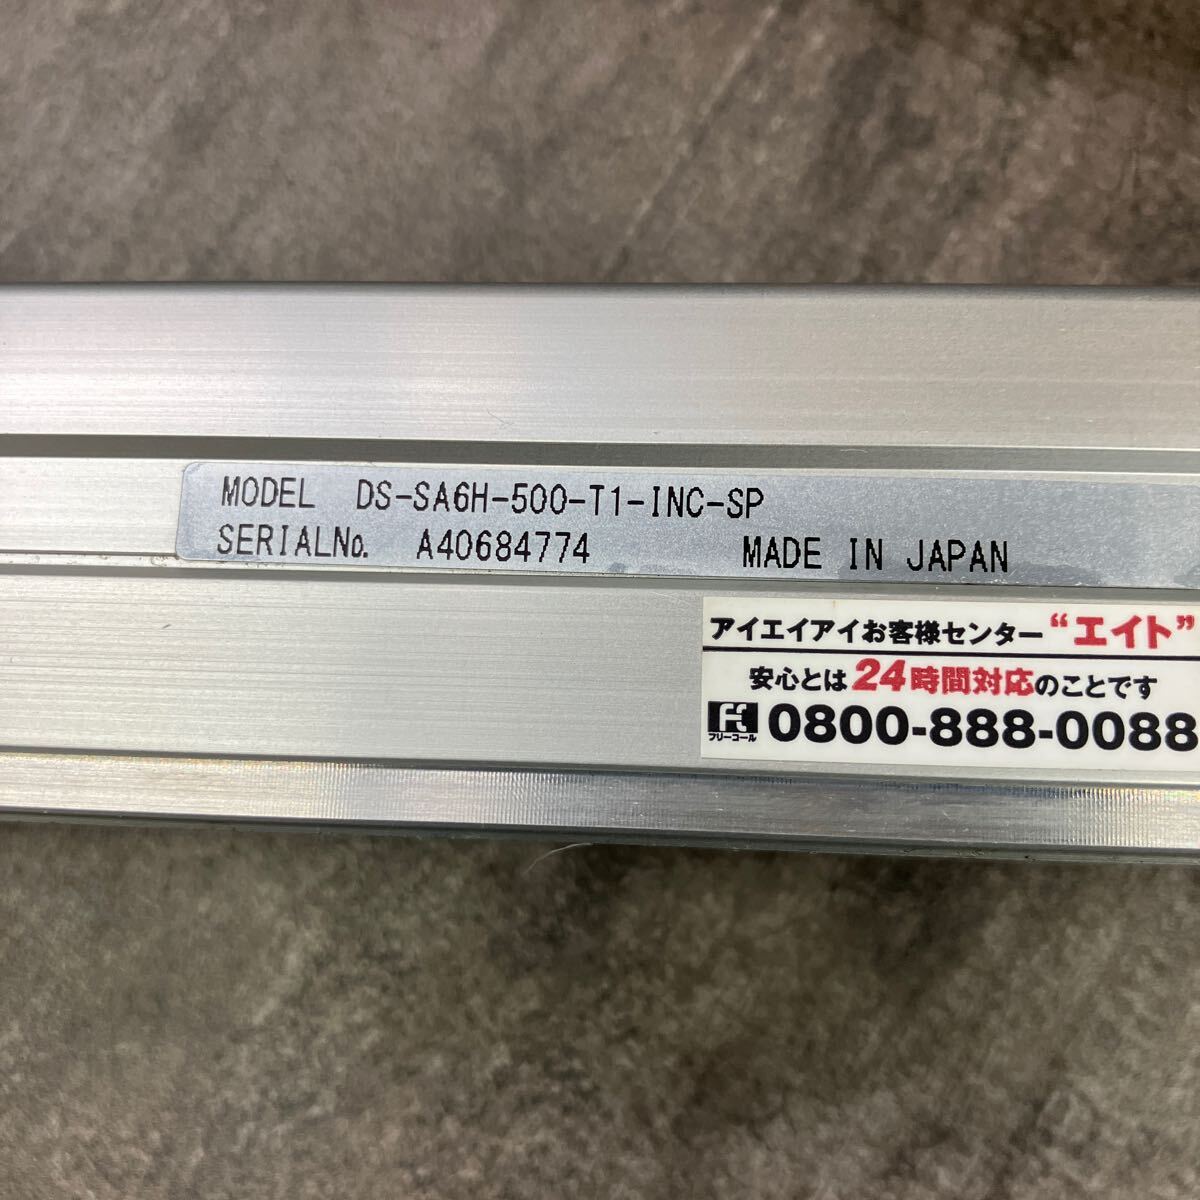 MODEL DS-SA6H-500-T1-INC-SP
SERIALNo. A40684774 MADE IN JAPAN
アイエイアイお客様センター“エイト”
安心とは24時間対応のことです
フリーコール 0800-888-0088